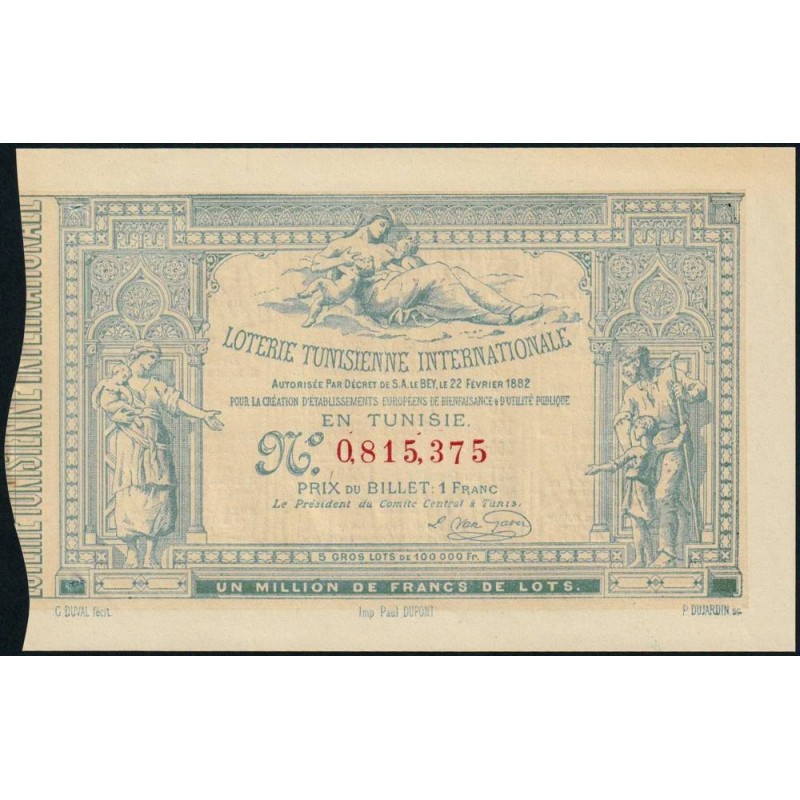 LOTERIE TUNISIENNE INTERNATIONALE
LOTERIE TUNISIENNE INTERNATIONALE
AUTORISÉE PAR DÉCRET DE S.A. LE BEY, LE 22 FÉVRIER 1882
POUR LA CRÉATION D'ÉTABLISSEMENTS EUROPÉENS DE BIENFAISANCE & D'UTILITÉ PUBLIQUE
EN TUNISIE.
No. 0,815,375
PRIX DU BILLET: 1 FRANC
Le Président du Comité Central à Tunis.
5 GROS LOTS DE 100000 Fr.
UN MILLION DE FRANCS DE LOTS.
G. DUVAL fécit.
Imp Paul DUPONT
P. DUJARDIN sc.